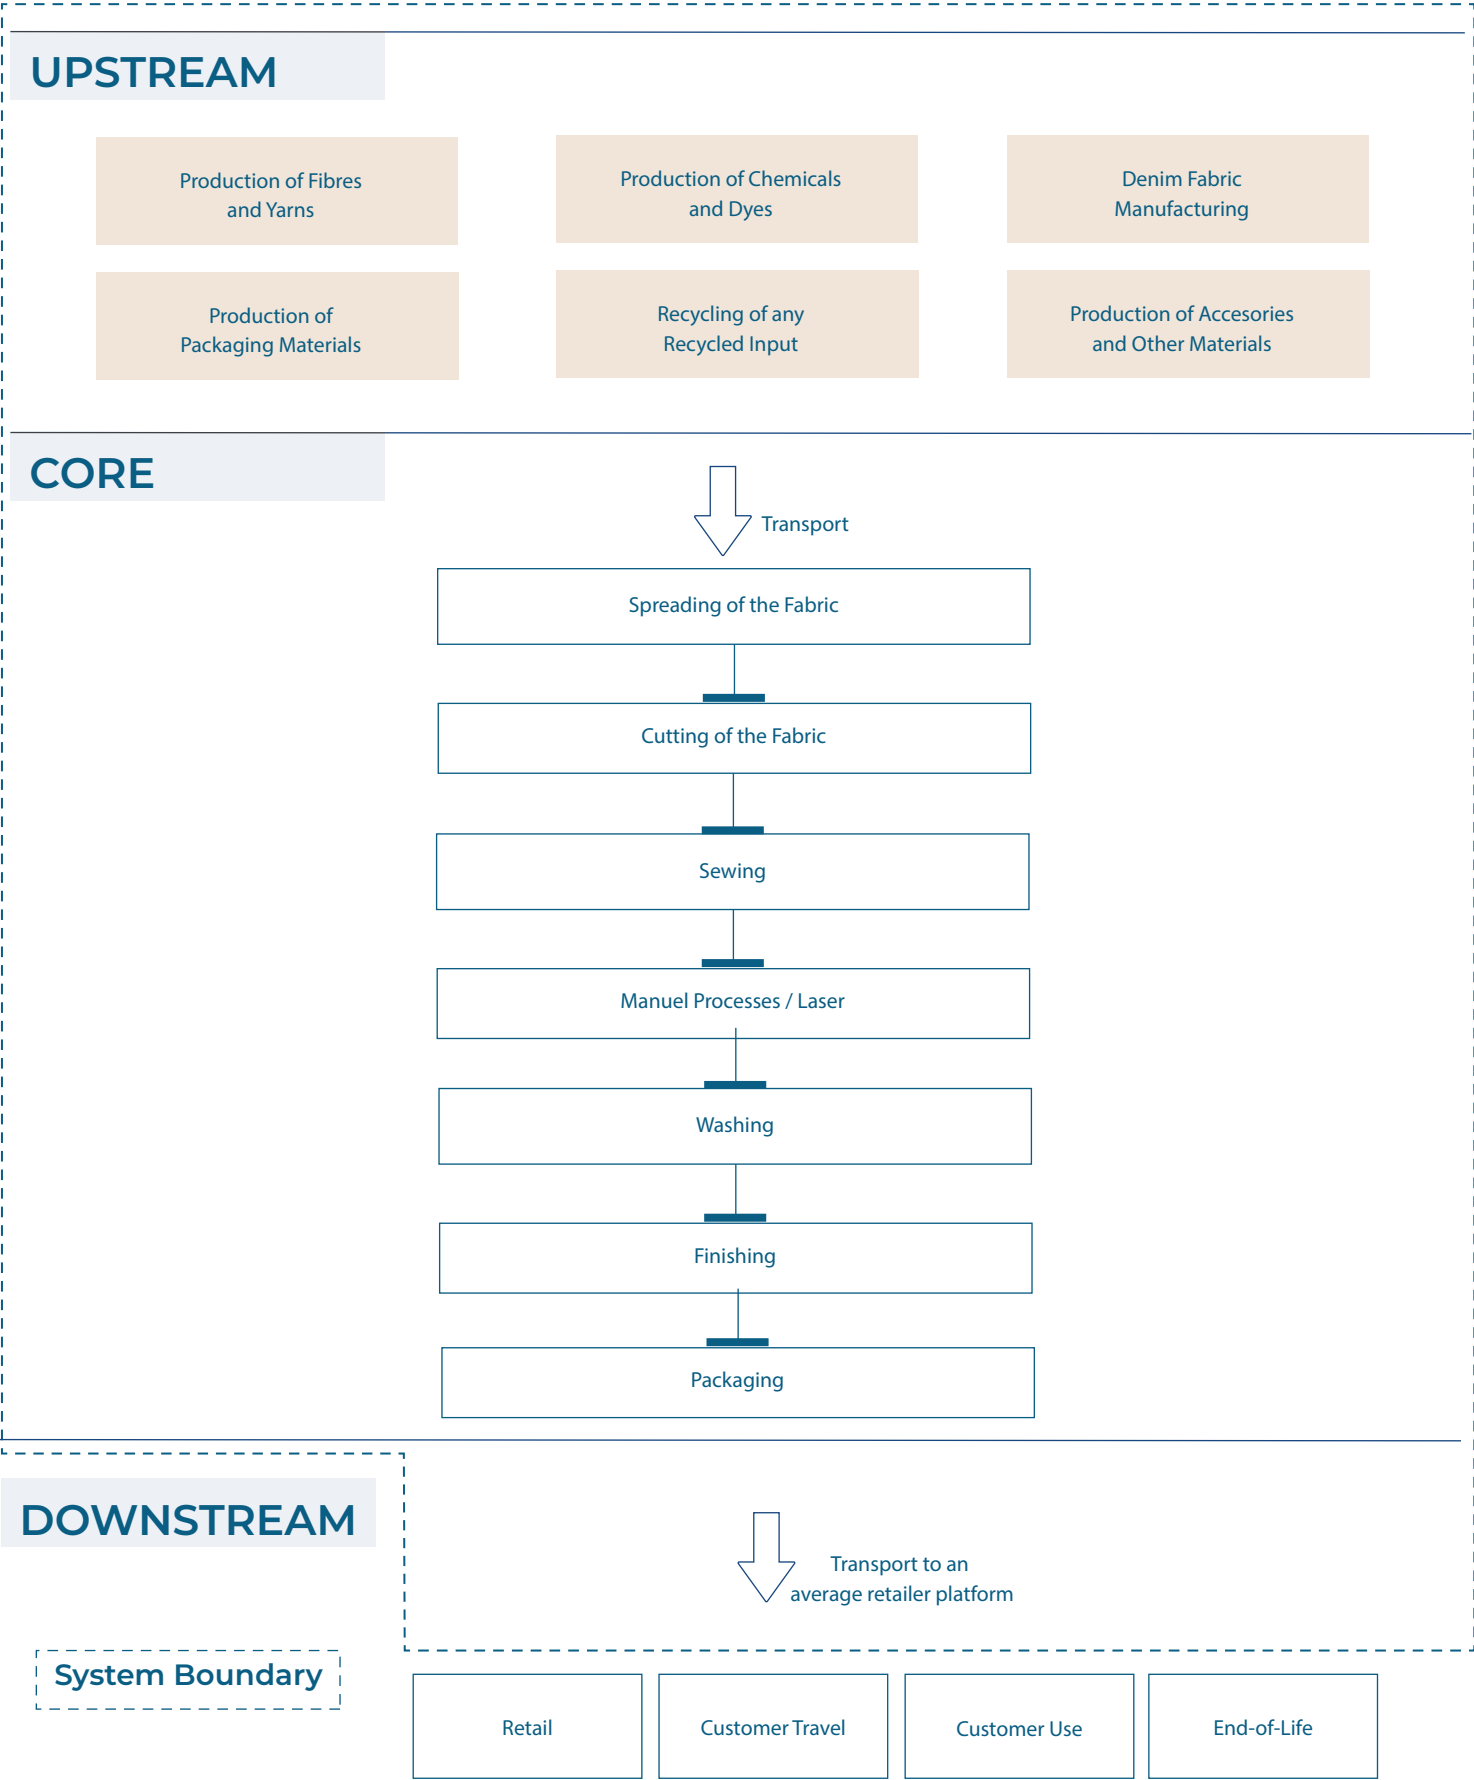 UPSTREAM
Production of Fibres
and Yarns
Production of Chemicals
and Dyes
Denim Fabric
Manufacturing
Production of
Packaging Materials
Recycling of any
Recycled Input
Production of Accesories
and Other Materials
CORE
Transport
Spreading of the Fabric
Cutting of the Fabric
Sewing
Manuel Processes / Laser
Washing
Finishing
Packaging
DOWNSTREAM
Transport to an
average retailer platform
System Boundary
Retail
Customer Travel
Customer Use
End-of-Life